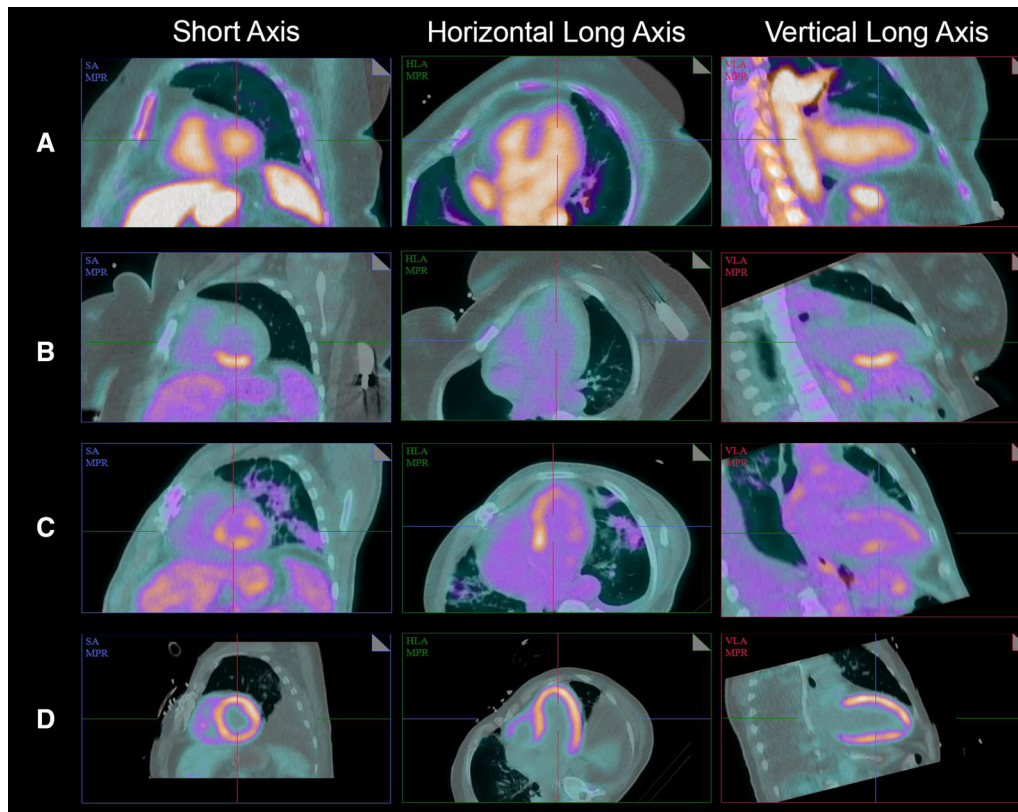 Short Axis
Horizontal Long Axis
Vertical Long Axis
A
SA
MPR
HLA
MPR
VLA
MPR
B
SA
MPR
HLA
MPR
VLA
MPR
C
SA
MPR
HLA
MPR
VLA
MPR
D
SA
MPR
HLA
MPR
VLA
MPR